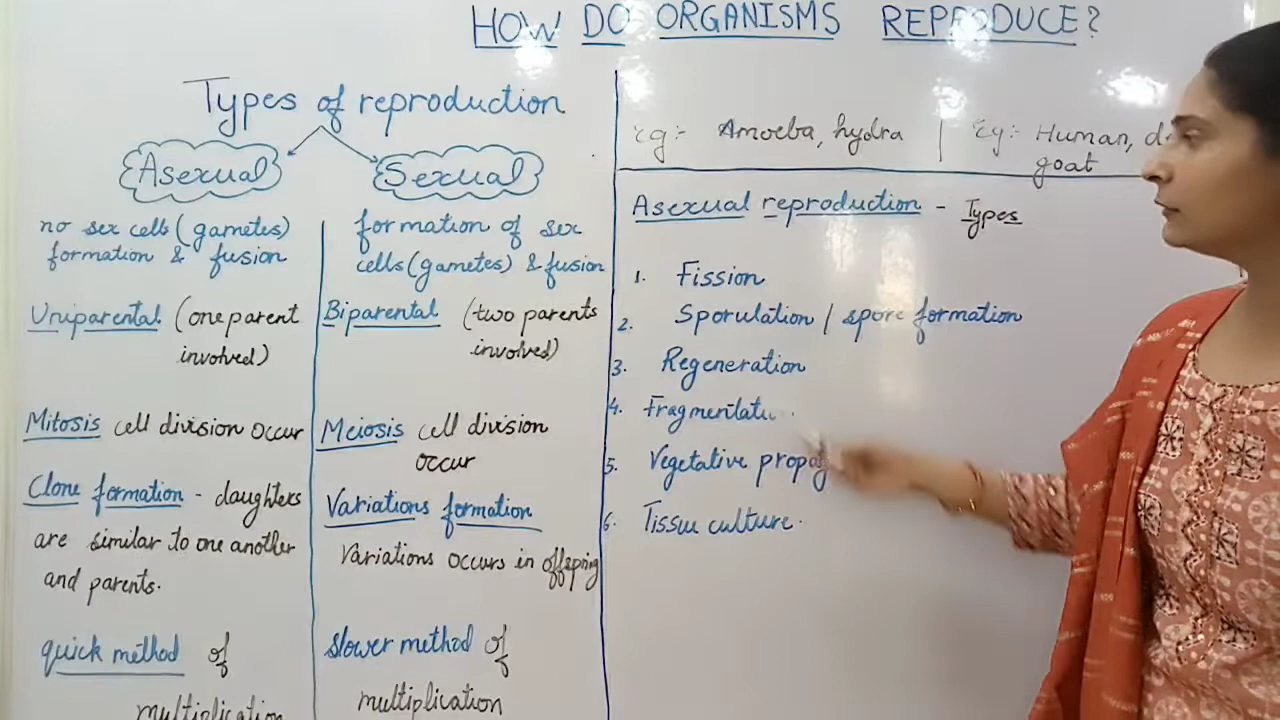 HOW DO ORGANISMS REPRODUCE?
Types of reproduction
Asexual
no sex cells (gametes)
formation & fusion
Uniparental (one parent
involved)
Mitosis cell division occur
Clone formation - daughters
are similar to one another
and parents.
quick method of
multiplication
Sexual
formation of sex
cells (gametes) & fusion
Biparental (two parents
involved)
Meiosis cell division
occur
Variations formation
Variations occurs in offspring
slower method of
multiplication
eg:- Amoeba, hydra
Eg:- Human,
goat
Asexual reproduction - Types
1. Fission
2. Sporulation / spore formation
3. Regeneration
4.
5. Vegetative
6. Tissue culture.